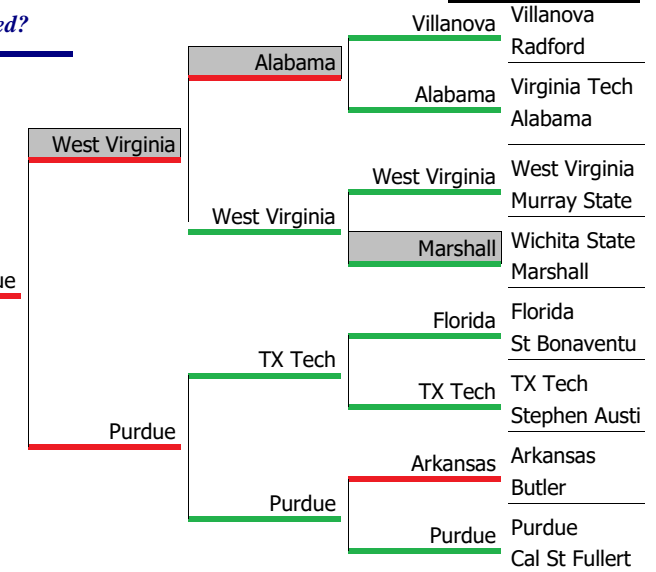 ed?
Villanova
Villanova
Radford
Alabama
Alabama
Virginia Tech
Alabama
West Virginia
West Virginia
West Virginia
Murray State
West Virginia
Marshall
Wichita State
Marshall
ue
Florida
Florida
St Bonaventu
TX Tech
TX Tech
TX Tech
Stephen Austi
Purdue
Arkansas
Arkansas
Butler
Purdue
Purdue
Purdue
Cal St Fullert